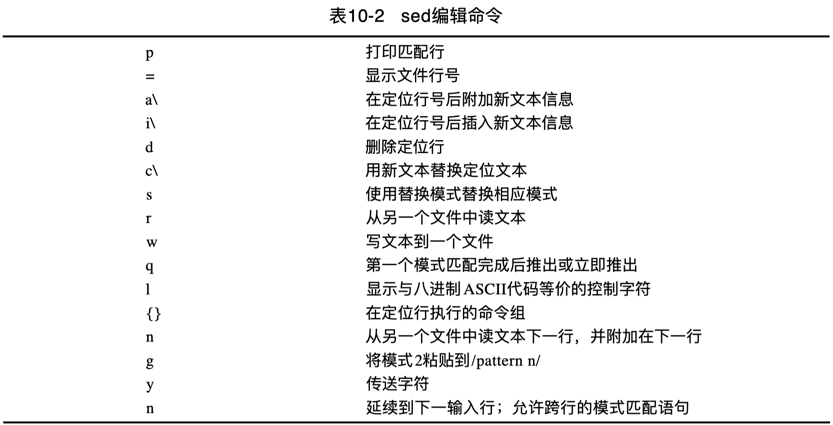 表10-2 sed编辑命令
p 打印匹配行
= 显示文件行号
a\ 在定位行号后附加新文本信息
i\ 在定位行号后插入新文本信息
d 删除定位行
c\ 用新文本替换定位文本
s 使用替换模式替换相应模式
r 从另一个文件中读文本
w 写文本到一个文件
q 第一个模式匹配完成后推出或立即推出
l 显示与八进制ASCII代码等价的控制字符
{} 在定位行执行的命令组
n 从另一个文件中读文本下一行，并附加在下一行
g 将模式2粘贴到/pattern n/
y 传送字符
n 延续到下一输入行；允许跨行的模式匹配语句